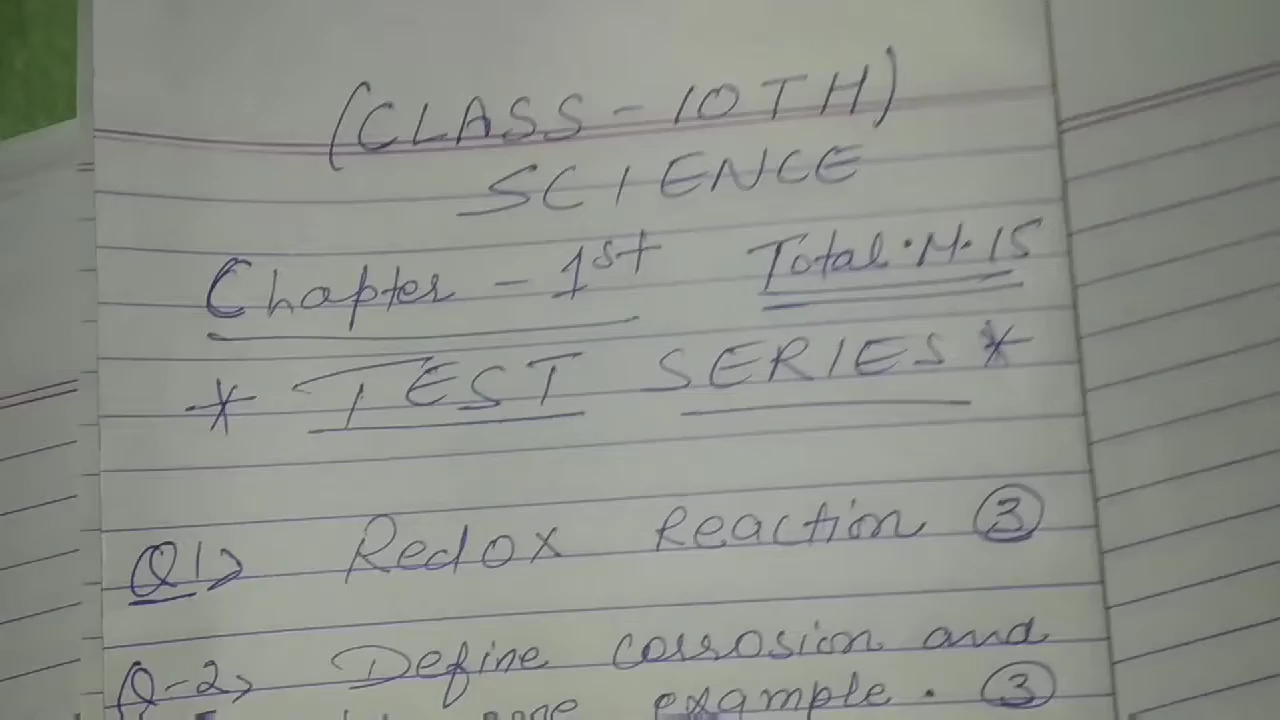 (CLASS - 10TH)
SCIENCE
Chapter - 1st Total.M.15
* TEST SERIES *
Q1> Redox Reaction 3
Q-2> Define corrosion and
example. 3